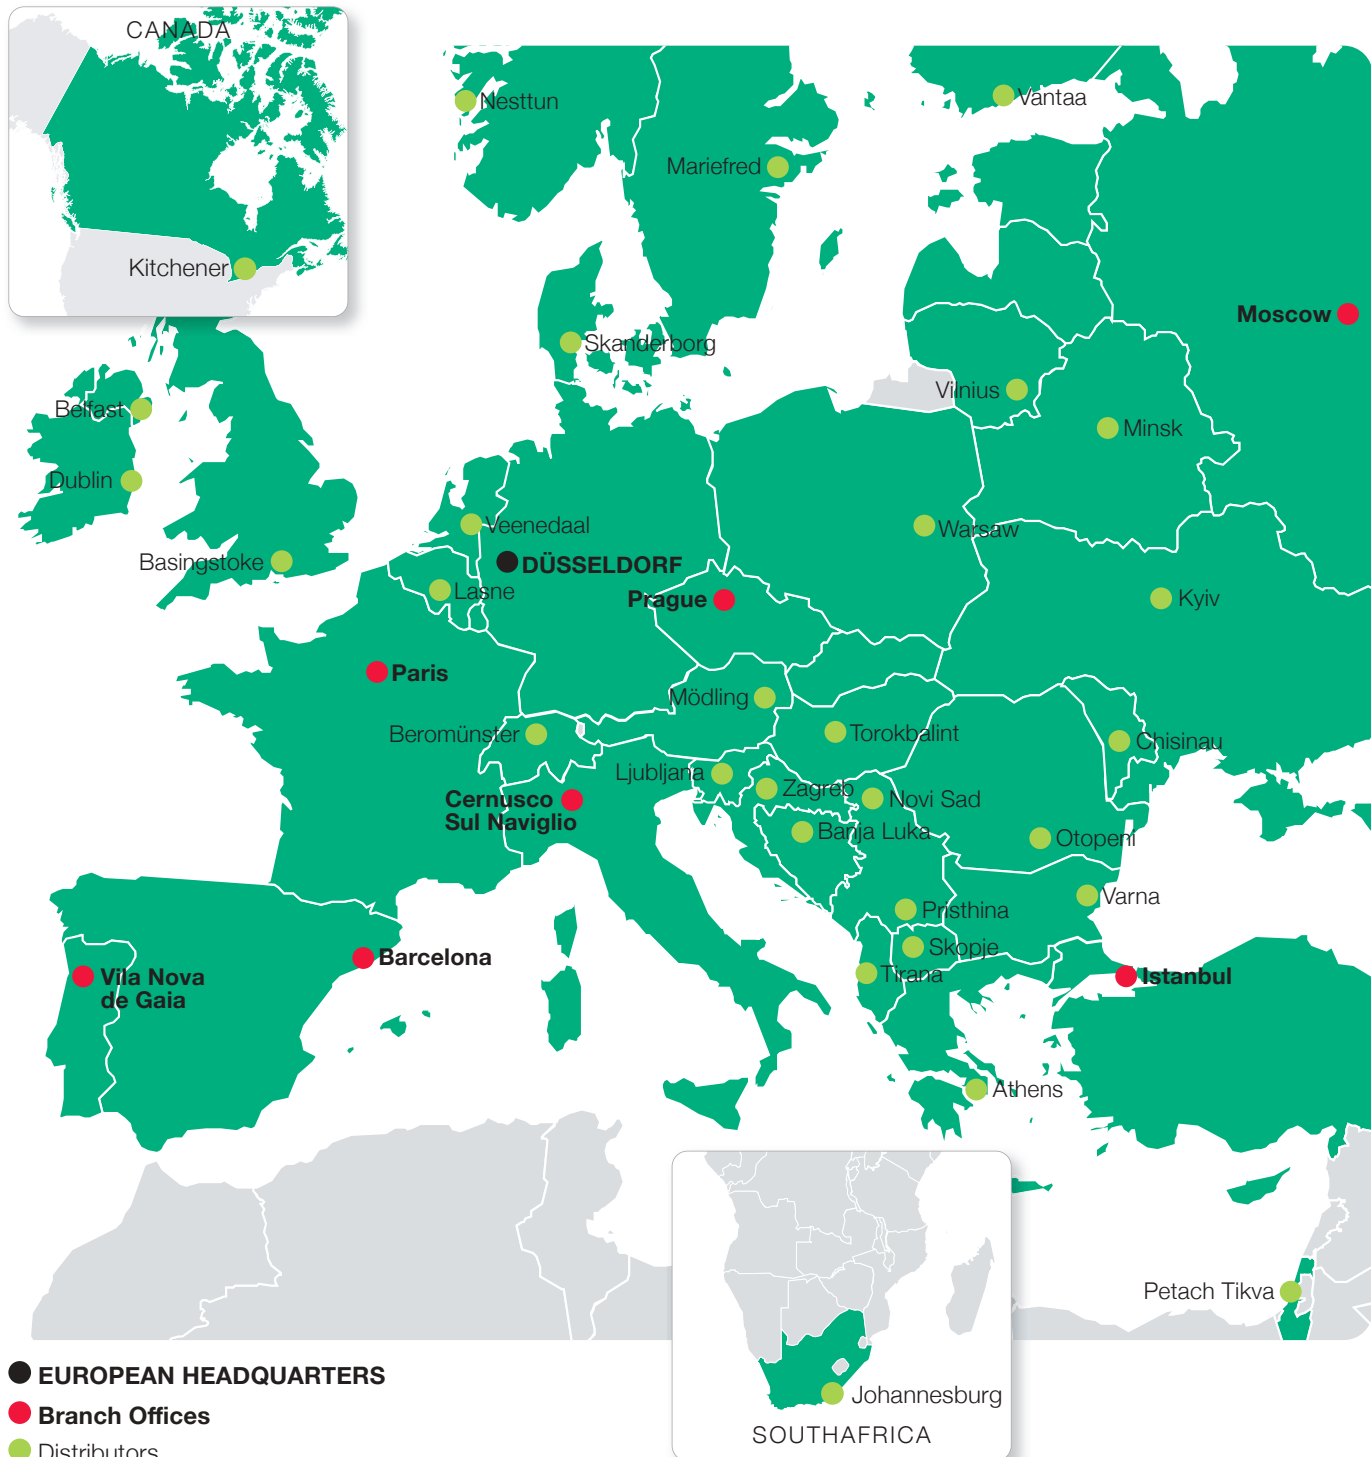 CANADA
Nesttun
Vantaa
Mariefred
Kitchener
Moscow
Skanderborg
Vilnius
Belfast
Minsk
Dublin
Veenedaal
Warsaw
Basingstoke
DÜSSELDORF
Lasne
Prague
Kyiv
Paris
Mödling
Beromünster
Torokbalint
Chisinau
Ljubljana
Zagreb
Novi Sad
Cernusco
Sul Naviglio
Banja Luka
Otopeni
Varna
Pristhina
Skopje
Barcelona
Tirana
Istanbul
Vila Nova
de Gaia
Athens
Petach Tikva
EUROPEAN HEADQUARTERS
Branch Offices
Distributors
Johannesburg
SOUTHAFRICA